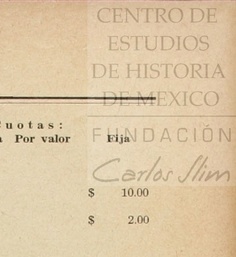 CENTRO DE
ESTUDIOS
DE HISTORIA
DE MEXICO
FUNDACIÓN
Carlos Slim
uotas:
a Por valor Fija
$ 10.00
$ 2.00